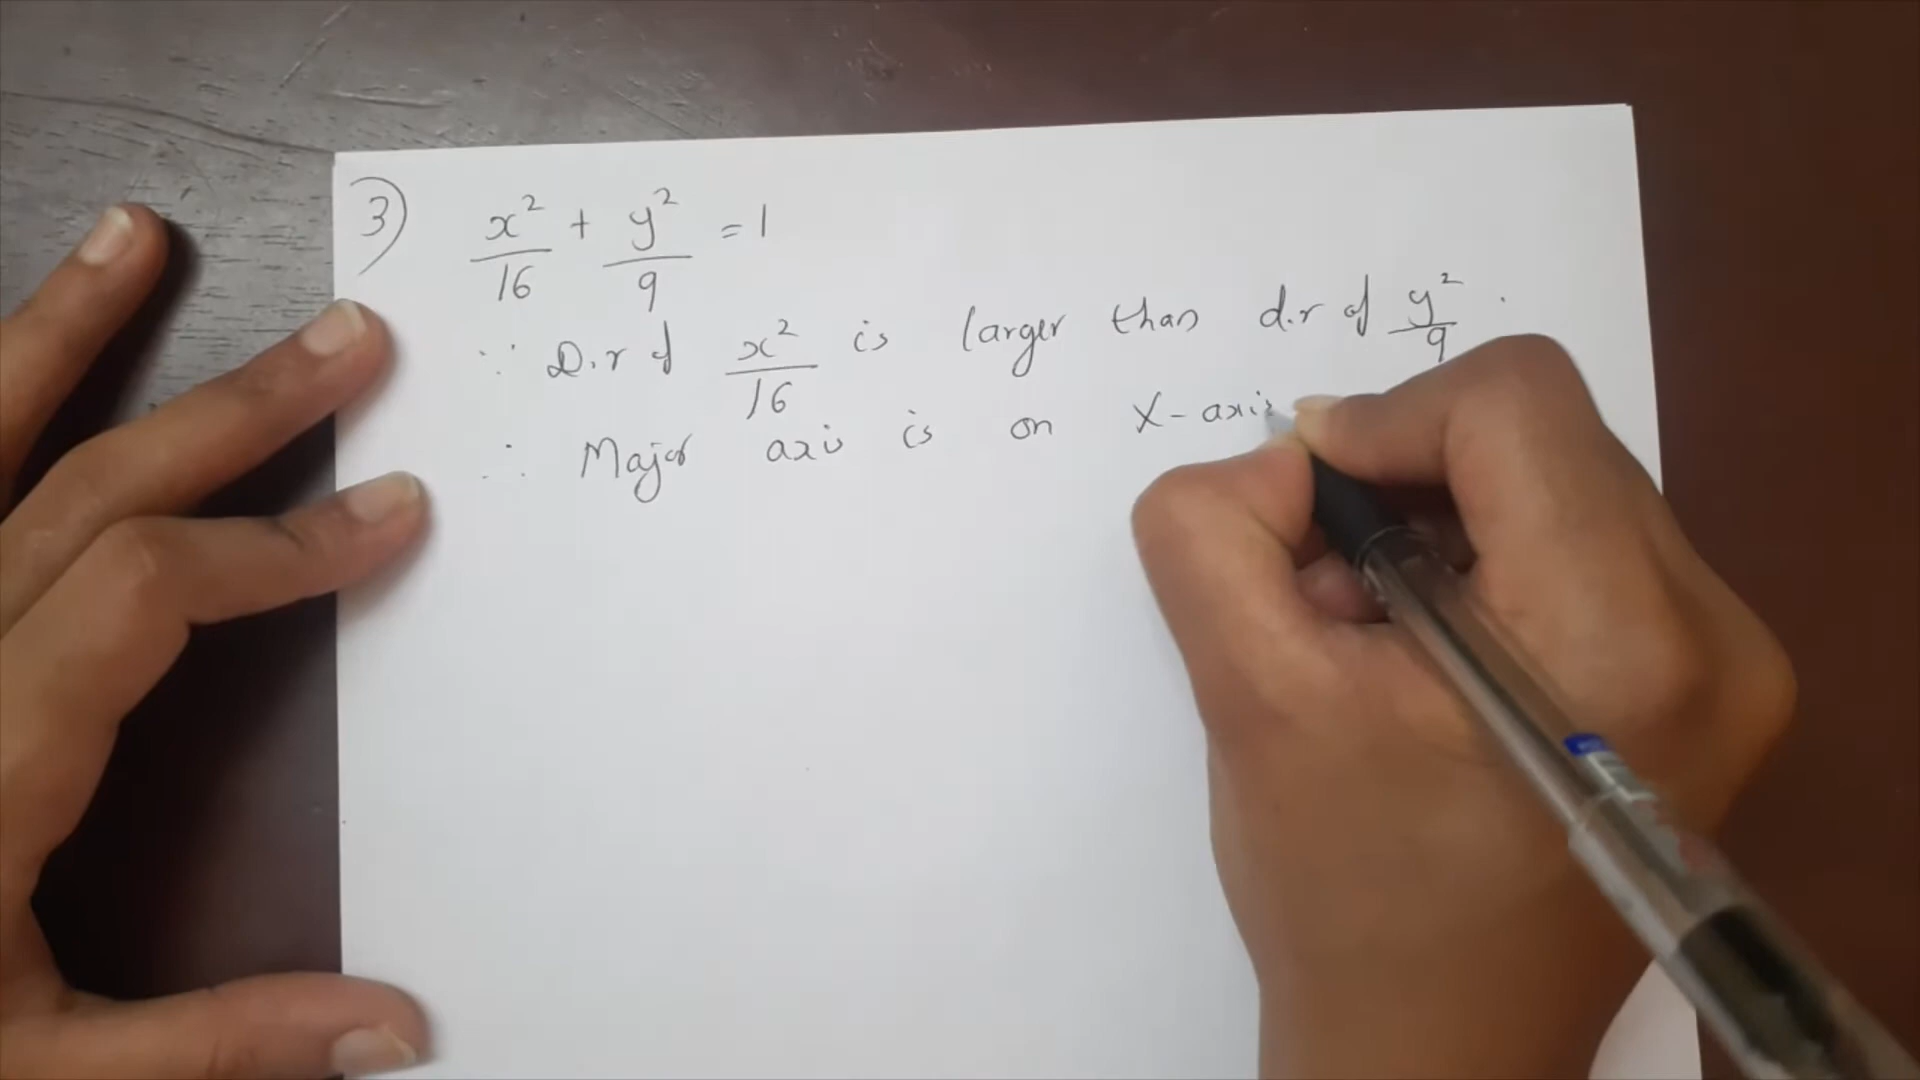 3) x²/16 + y²/9 = 1
∵ D.r of x²/16 is larger than d.r of y²/9 .
∴ Major axis is on X-axis